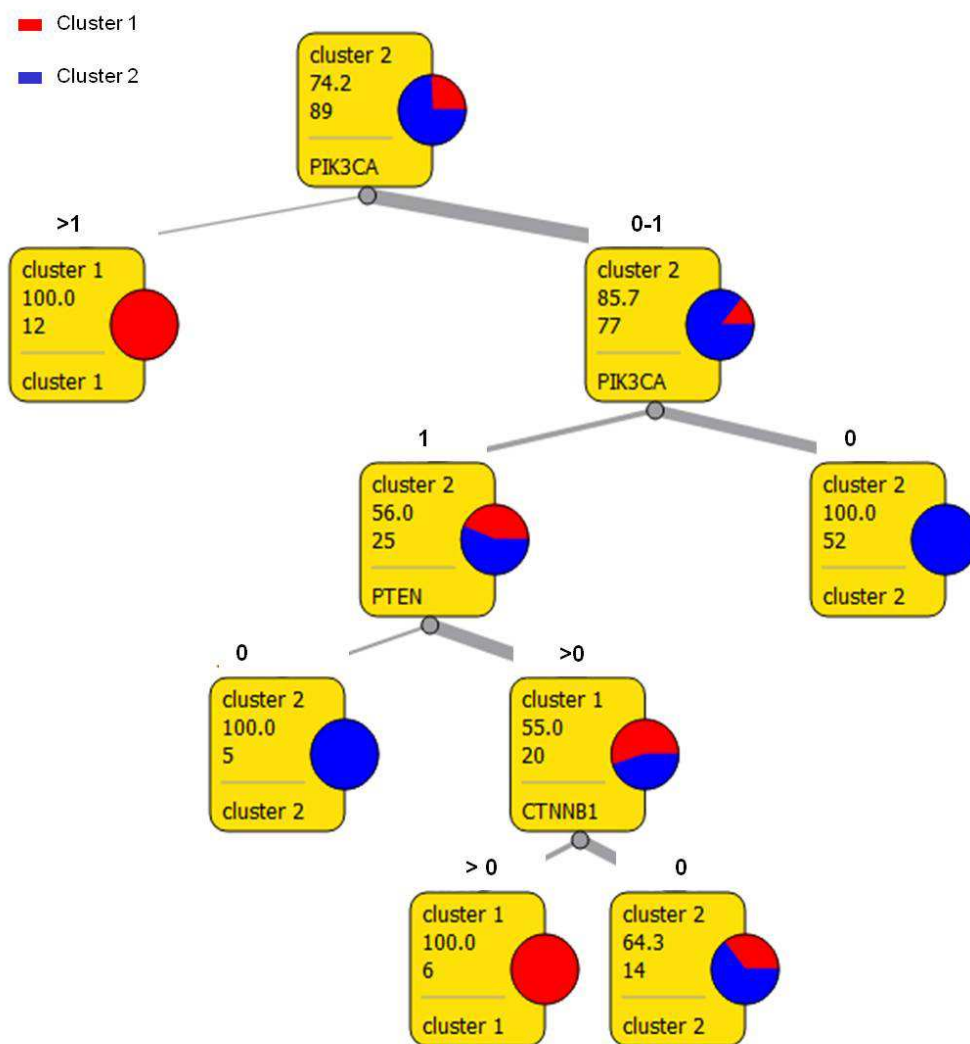 Cluster 1
Cluster 2
cluster 2
74.2
89
PIK3CA
>1
0-1
cluster 1
100.0
12
cluster 1
cluster 2
85.7
77
PIK3CA
1
0
cluster 2
56.0
25
PTEN
cluster 2
100.0
52
cluster 2
0
>0
cluster 2
100.0
5
cluster 2
cluster 1
55.0
20
CTNNB1
> 0
0
cluster 1
100.0
6
cluster 1
cluster 2
64.3
14
cluster 2